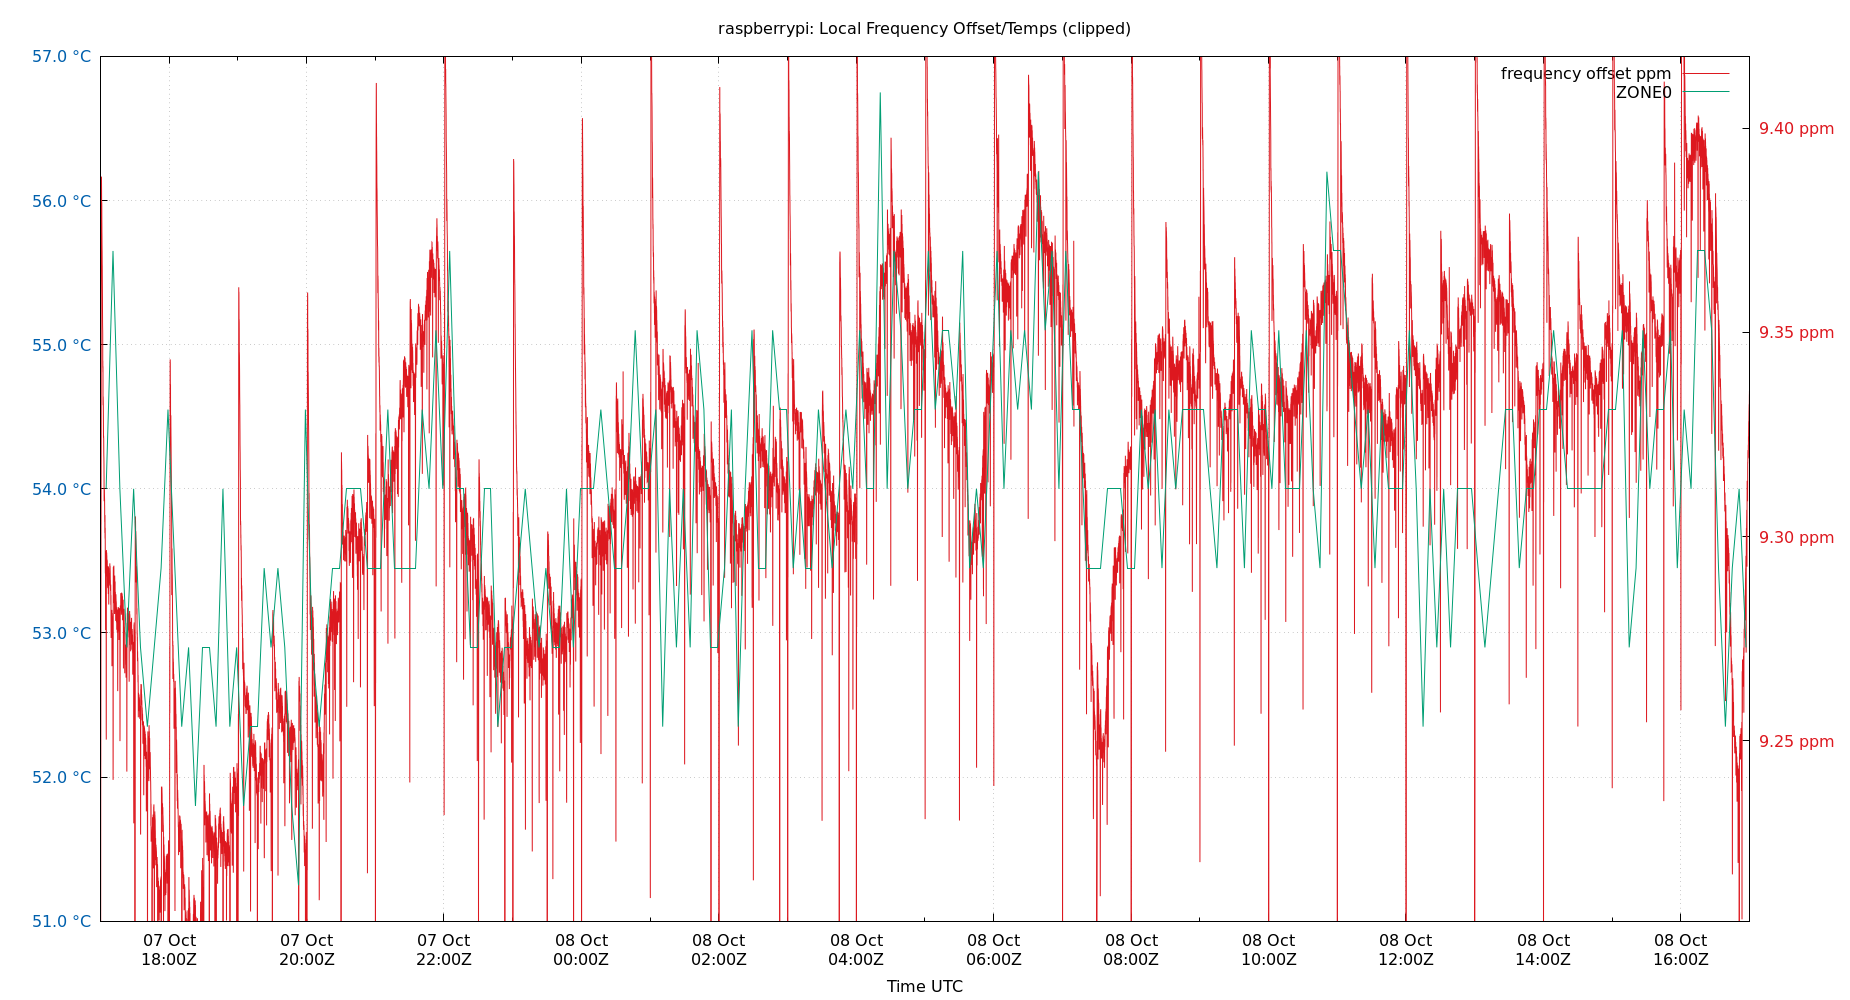 raspberrypi: Local Frequency Offset/Temps (clipped)
57.0 °C
56.0 °C
55.0 °C
54.0 °C
53.0 °C
52.0 °C
51.0 °C
frequency offset ppm
ZONE0
9.40 ppm
9.35 ppm
9.30 ppm
9.25 ppm
07 Oct 07 Oct 07 Oct 08 Oct 08 Oct 08 Oct 08 Oct 08 Oct 08 Oct 08 Oct 08 Oct 08 Oct
18:00Z 20:00Z 22:00Z 00:00Z 02:00Z 04:00Z 06:00Z 08:00Z 10:00Z 12:00Z 14:00Z 16:00Z
Time UTC